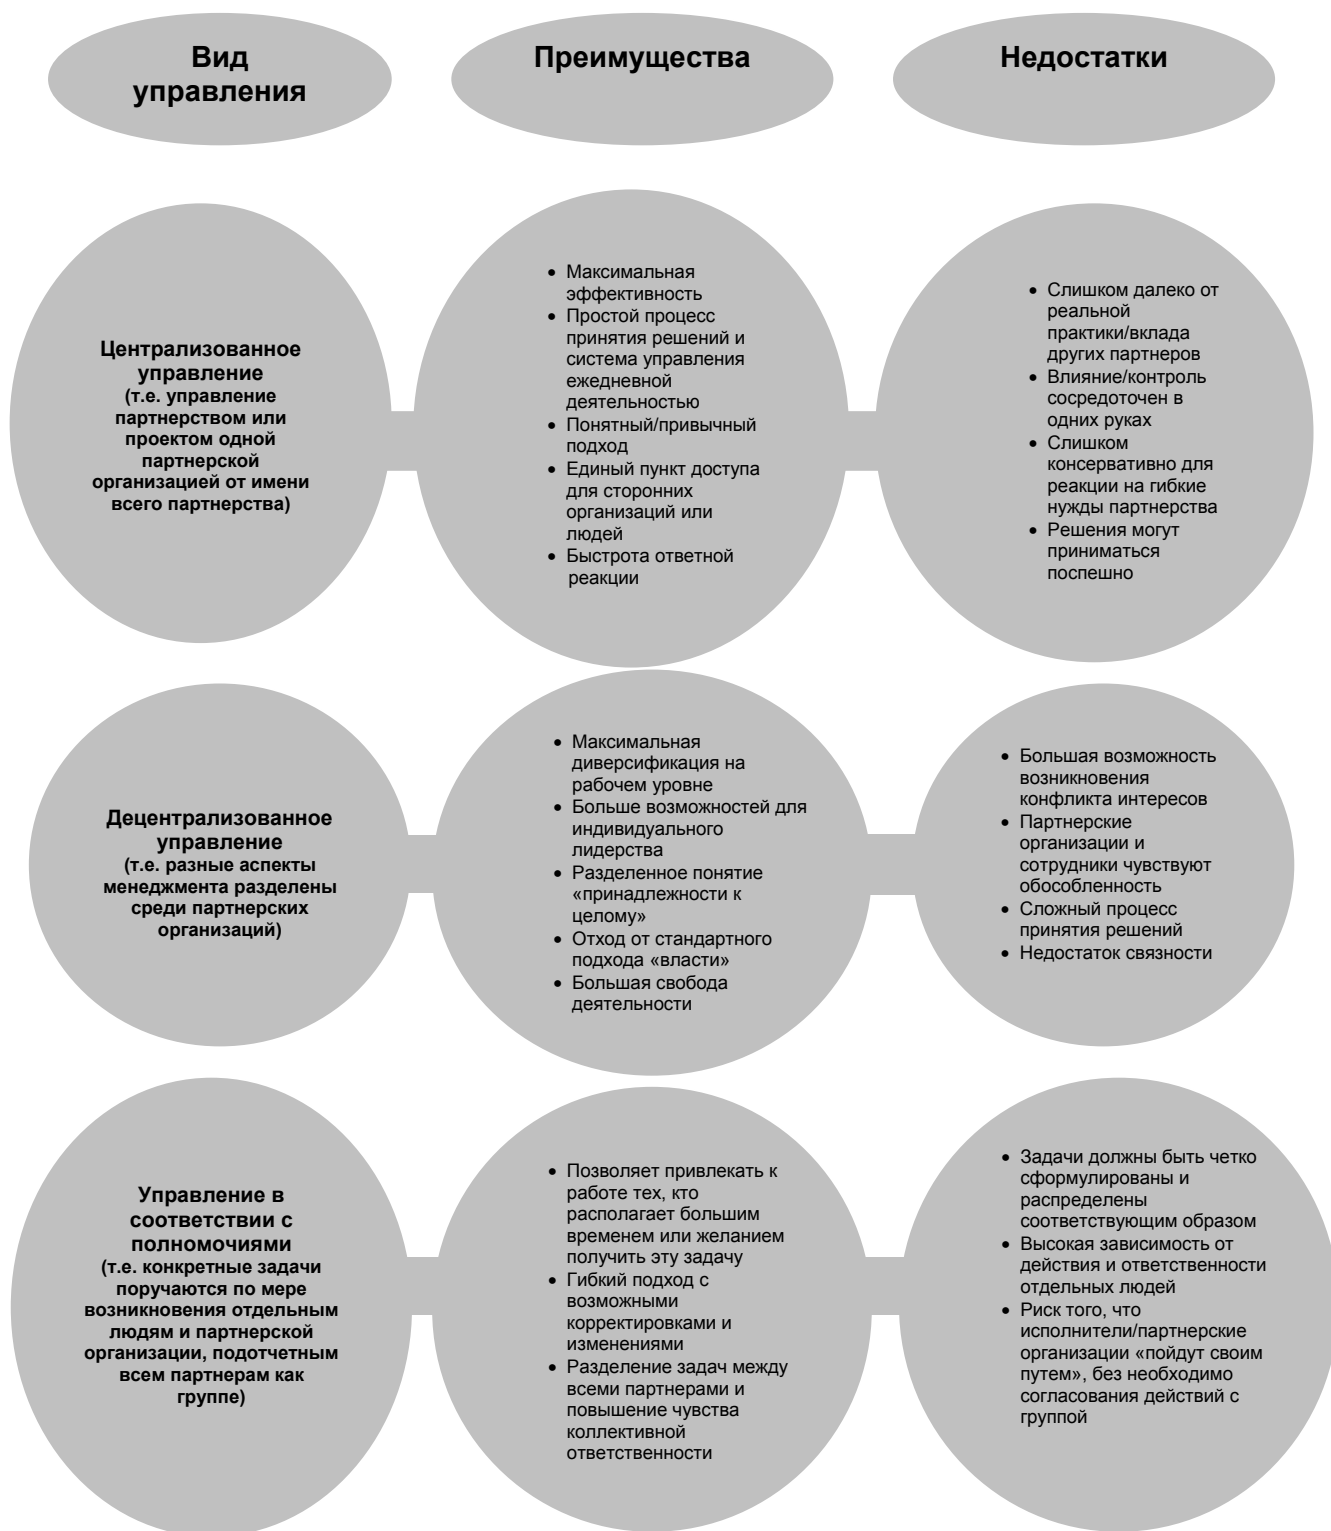 Вид
управления
Преимущества
Недостатки
Централизованное
управление
(т.е. управление
партнерством или
проектом одной
партнерской
организацией от имени
всего партнерства)
• Максимальная
эффективность
• Простой процесс
принятия решений и
система управления
ежедневной
деятельностью
• Понятный/привычный
подход
• Единый пункт доступа
для сторонних
организаций или
людей
• Быстрота ответной
реакции
• Слишком далеко от
реальной
практики/вклада
других партнеров
• Влияние/контроль
сосредоточен в
одних руках
• Слишком
консервативно для
реакции на гибкие
нужды партнерства
• Решения могут
приниматься
поспешно
Децентрализованное
управление
(т.е. разные аспекты
менеджмента разделены
среди партнерских
организаций)
• Максимальная
диверсификация на
рабочем уровне
• Больше возможностей для
индивидуального
лидерства
• Разделенное понятие
«принадлежности к
целому»
• Отход от стандартного
подхода «власти»
• Большая свобода
деятельности
• Большая возможность
возникновения
конфликта интересов
• Партнерские
организации и
сотрудники чувствуют
обособленность
• Сложный процесс
принятия решений
• Недостаток связности
Управление в
соответствии с
полномочиями
(т.е. конкретные задачи
поручаются по мере
возникновения отдельным
людям и партнерской
организации, подотчетным
всем партнерам как
группе)
• Позволяет привлекать к
работе тех, кто
располагает большим
временем или желанием
получить эту задачу
• Гибкий подход с
возможными
корректировками и
изменениями
• Разделение задач между
всеми партнерами и
повышение чувства
коллективной
ответственности
• Задачи должны быть четко
сформулированы и
распределены
соответствующим образом
• Высокая зависимость от
действия и ответственности
отдельных людей
• Риск того, что
исполнители/партнерские
организации «пойдут своим
путем», без необходимо
согласования действий с
группой